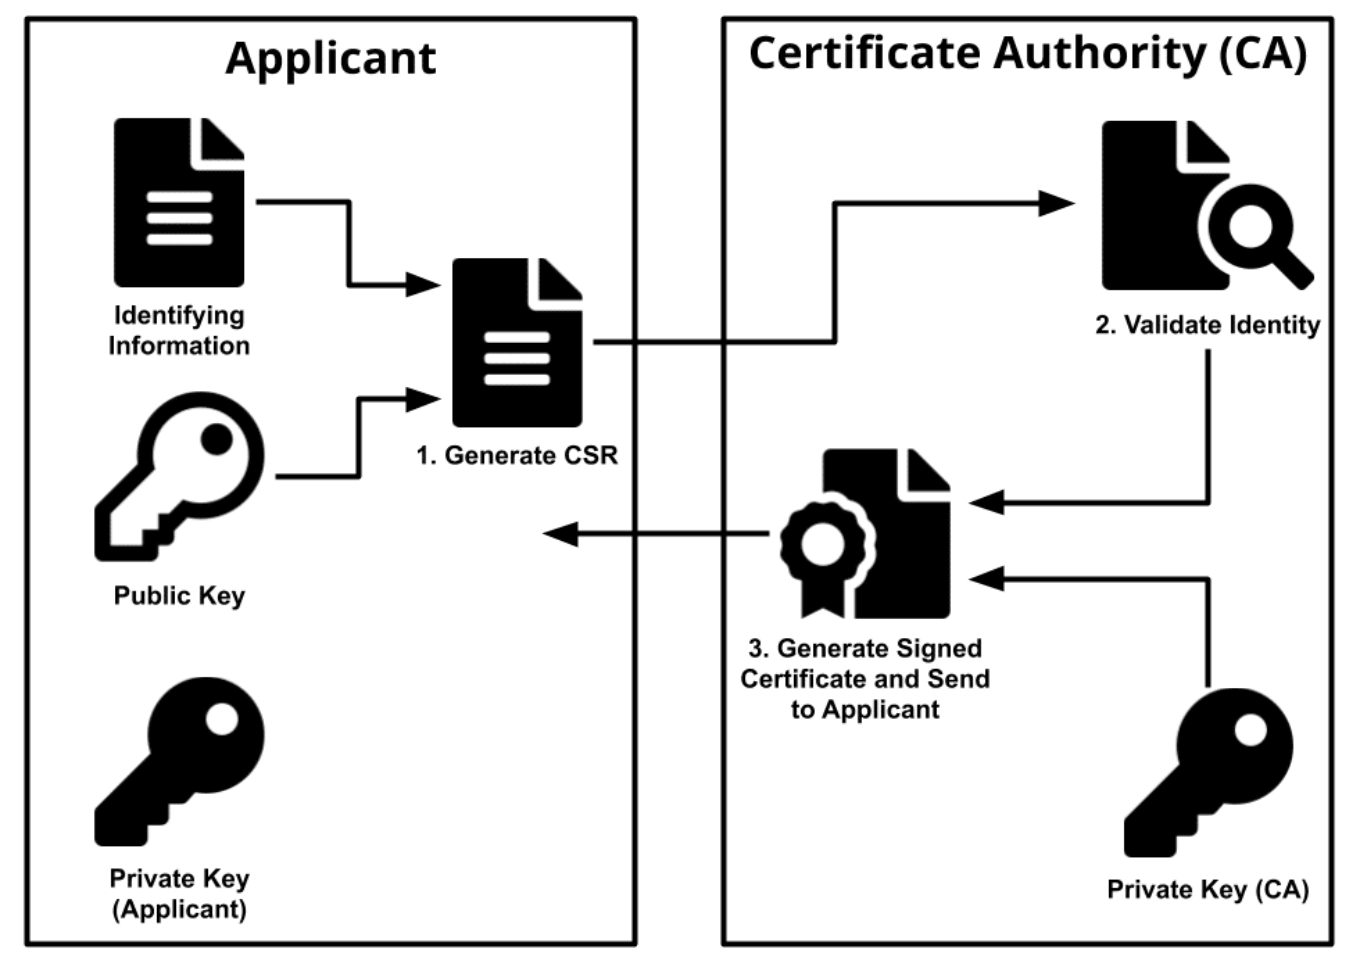 Applicant
Identifying
Information
1. Generate CSR
Public Key
Private Key
(Applicant)
Certificate Authority (CA)
2. Validate Identity
3. Generate Signed
Certificate and Send
to Applicant
Private Key (CA)